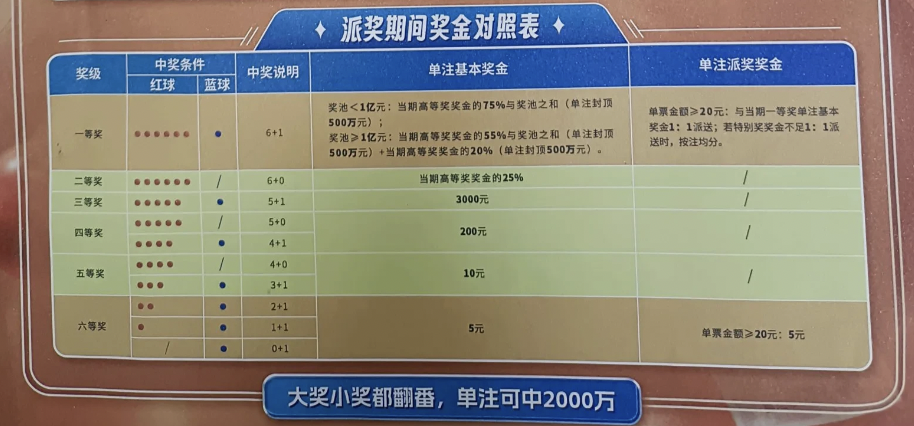 派奖期间奖金对照表
奖级 中奖条件 中奖说明 单注基本奖金 单注派奖奖金
红球 蓝球
一等奖 6+1
奖池<1亿元：当期高等奖奖金的75%与奖池之和（单注封顶
500万元）；
奖池≥1亿元：当期高等奖奖金的55%与奖池之和（单注封顶
500万元）+当期高等奖奖金的20%（单注封顶500万元）。
单票金额≥20元：与当期一等奖单注基本
奖金1：1派送；若特别奖奖金不足1：1派
送时，按注均分。
二等奖 / 6+0 当期高等奖奖金的25% /
三等奖 5+1 3000元 /
四等奖 / 5+0 200元 /
4+1
五等奖 / 4+0 10元 /
3+1
六等奖 2+1 5元 单票金额≥20元：5元
1+1
/ 0+1
大奖小奖都翻番，单注可中2000万